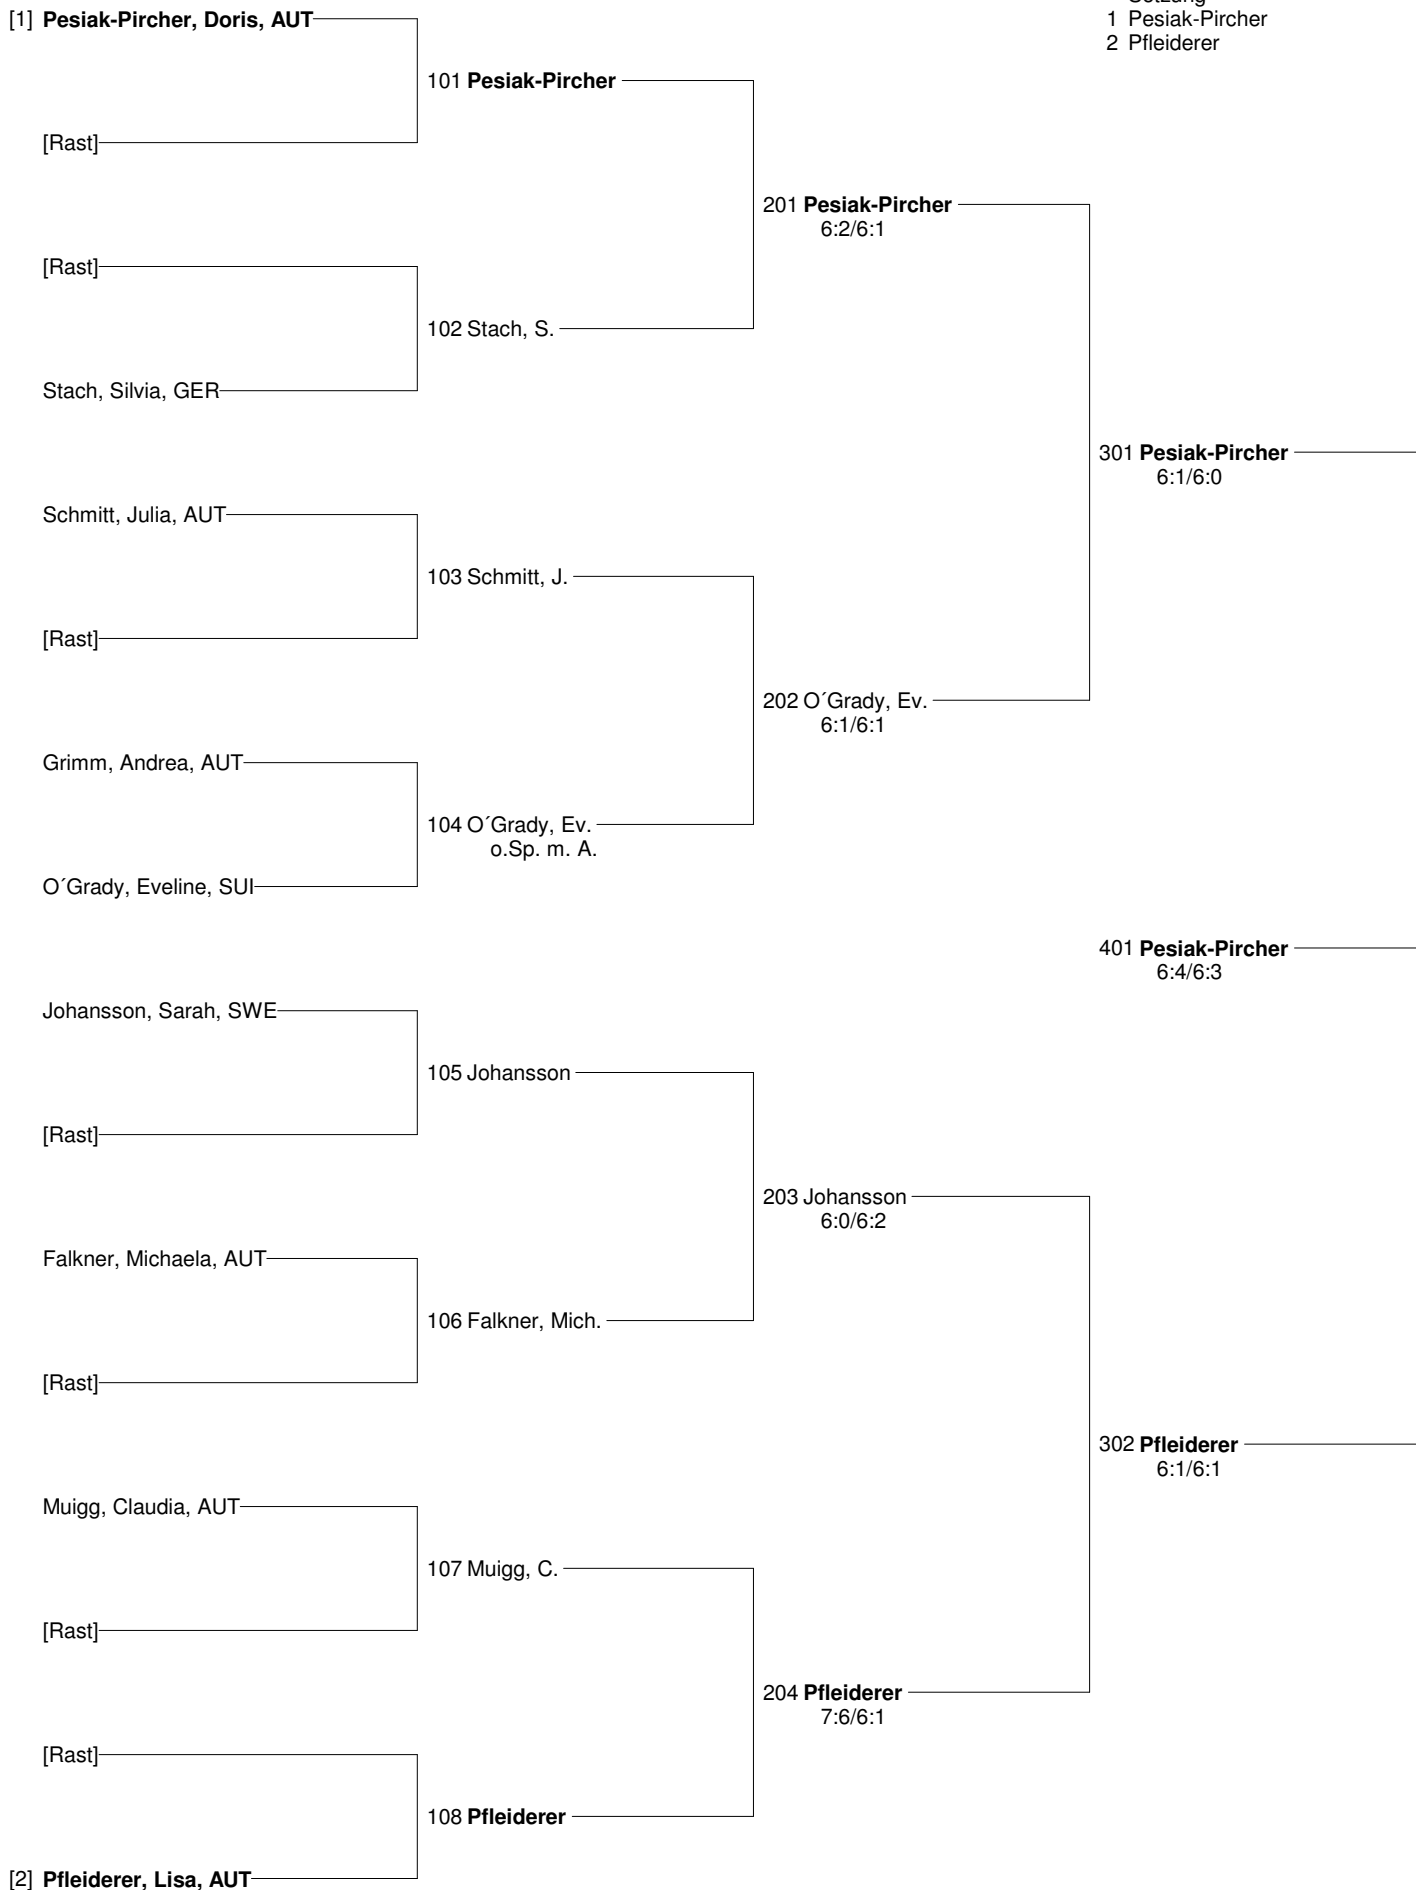 Setzung
1 Pesiak-Pircher
2 Pfleiderer
[1] Pesiak-Pircher, Doris, AUT
101 Pesiak-Pircher
[Rast]
201 Pesiak-Pircher
6:2/6:1
[Rast]
102 Stach, S.
Stach, Silvia, GER
301 Pesiak-Pircher
6:1/6:0
Schmitt, Julia, AUT
103 Schmitt, J.
[Rast]
202 O´Grady, Ev.
6:1/6:1
Grimm, Andrea, AUT
104 O´Grady, Ev.
o.Sp. m. A.
O´Grady, Eveline, SUI
401 Pesiak-Pircher
6:4/6:3
Johansson, Sarah, SWE
105 Johansson
[Rast]
203 Johansson
6:0/6:2
Falkner, Michaela, AUT
106 Falkner, Mich.
[Rast]
302 Pfleiderer
6:1/6:1
Muigg, Claudia, AUT
107 Muigg, C.
[Rast]
204 Pfleiderer
7:6/6:1
[Rast]
108 Pfleiderer
[2] Pfleiderer, Lisa, AUT